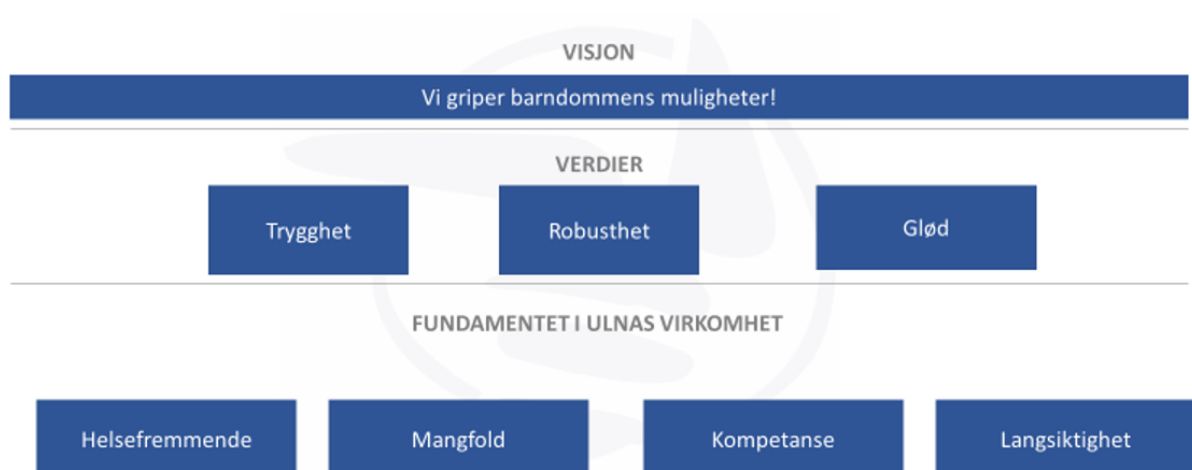 VISJON
Vi griper barndommens muligheter!
VERDIER
Trygghet
Robusthet
Glød
FUNDAMENTET I ULNAS VIRKOMHET
Helsefremmende
Mangfold
Kompetanse
Langsiktighet